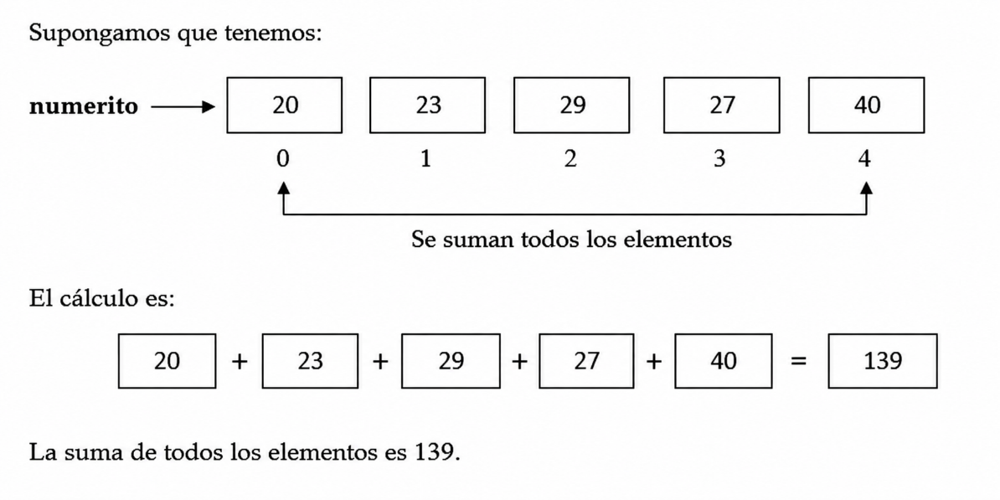 Supongamos que tenemos:
numerito 20 23 29 27 40
0 1 2 3 4
Se suman todos los elementos
El cálculo es:
20 + 23 + 29 + 27 + 40 = 139
La suma de todos los elementos es 139.